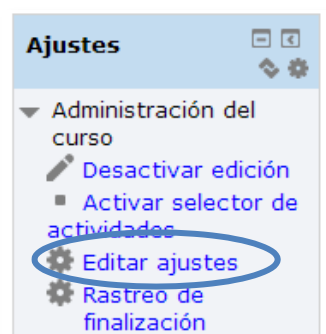 Ajustes
Administración del
curso
Desactivar edición
Activar selector de
actividades
Editar ajustes
Rastreo de
finalización